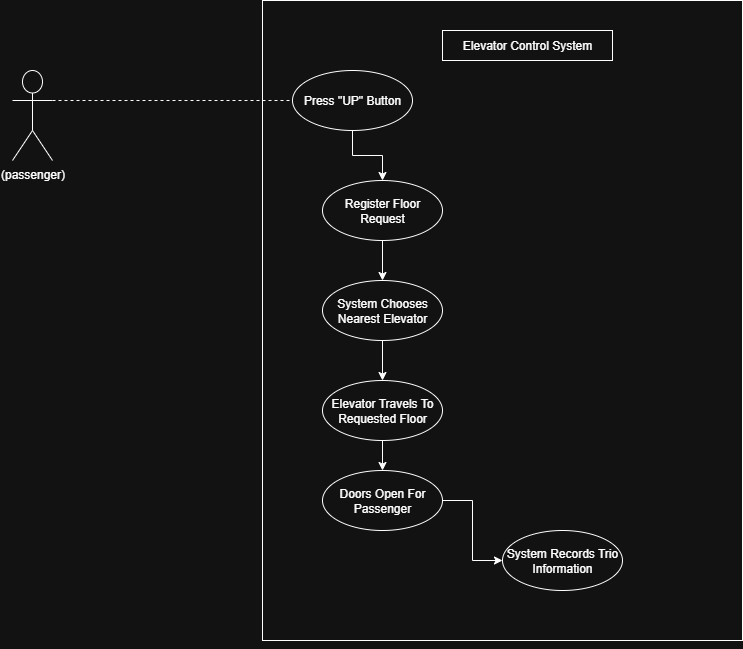 Elevator Control System
Press "UP" Button
(passenger)
Register Floor
Request
System Chooses
Nearest Elevator
Elevator Travels To
Requested Floor
Doors Open For
Passenger
System Records Trio
Information